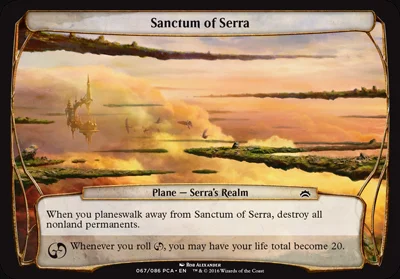 Sanctum of Serra
Plane — Serra's Realm
When you planeswalk away from Sanctum of Serra, destroy all
nonland permanents.
Whenever you roll , you may have your life total become 20.
Bob Alexander
067/086 PCA • EN ™ & © 2016 Wizards of the Coast